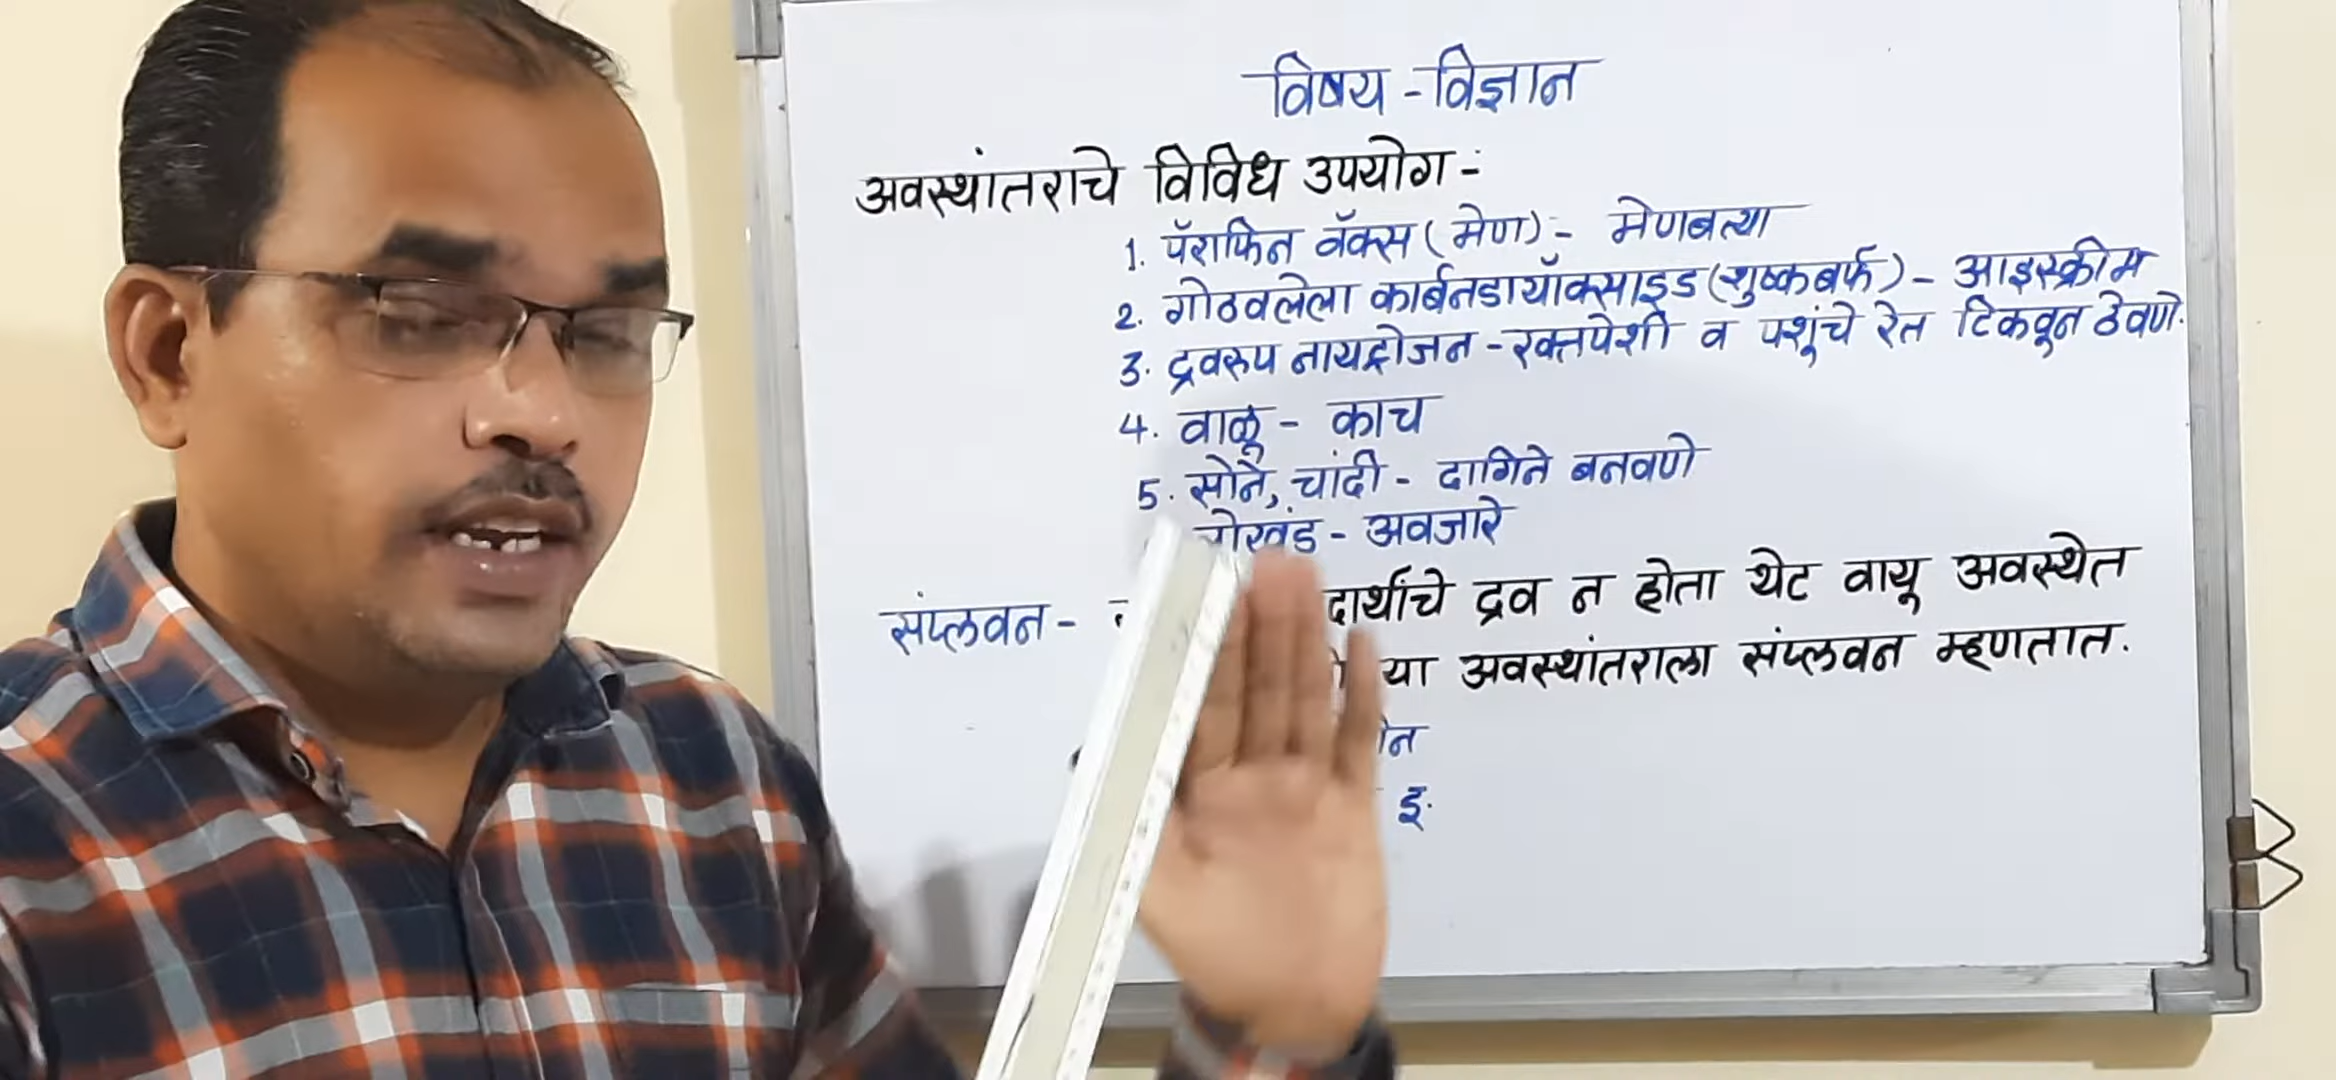 विषय - विज्ञान
अवस्थांतराचे विविध उपयोग -
1. पॅराफिन वॅक्स (मेण) - मेणबत्या
2. गोठवलेला कार्बनडायॉक्साइड (शुष्कबर्फ) - आइस्क्रीम
3. द्रवरूप नायट्रोजन - रक्तपेशी व पशूंचे रेत टिकवून ठेवणे.
4. वाळू - काच
5. सोने, चांदी - दागिने बनवणे
- अवजारे
संप्लवन - द्रव न होता थेट वायू अवस्थेत
या अवस्थांतराला संप्लवन म्हणतात.
इ.